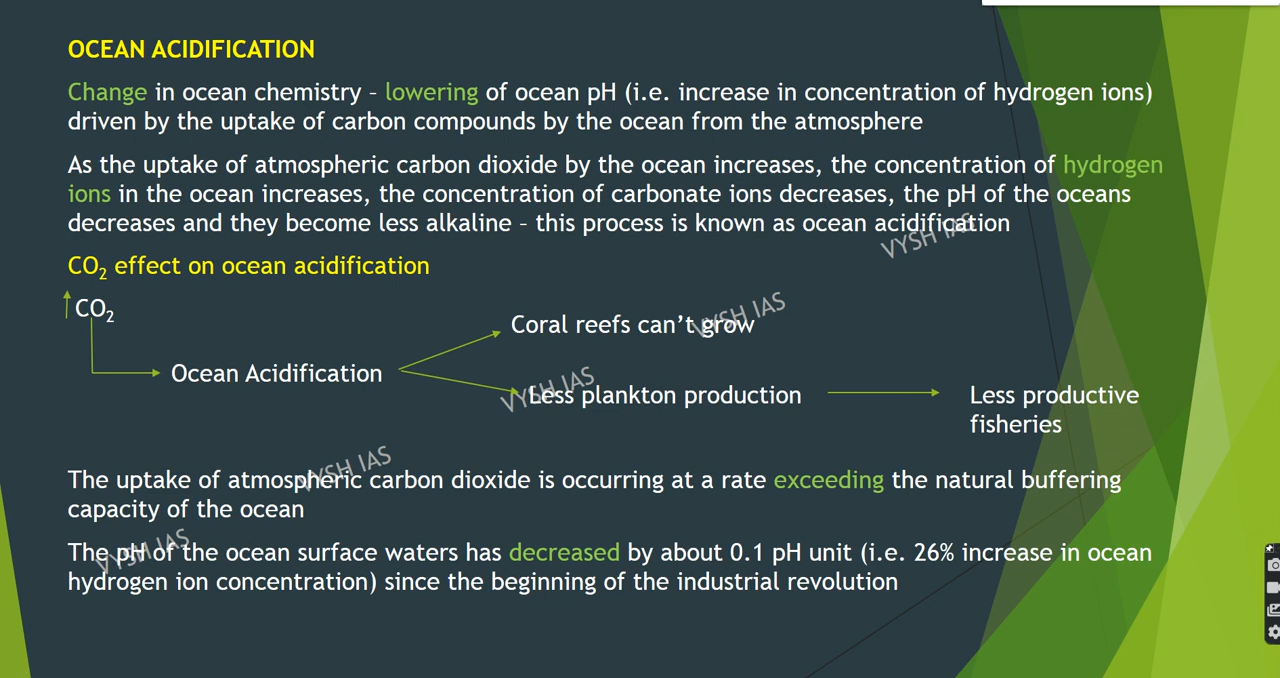 OCEAN ACIDIFICATION
Change in ocean chemistry – lowering of ocean pH (i.e. increase in concentration of hydrogen ions)
driven by the uptake of carbon compounds by the ocean from the atmosphere
As the uptake of atmospheric carbon dioxide by the ocean increases, the concentration of hydrogen
ions in the ocean increases, the concentration of carbonate ions decreases, the pH of the oceans
decreases and they become less alkaline – this process is known as ocean acidification
VYSH IAS
CO₂ effect on ocean acidification
CO₂
Coral reefs can't grow
VYSH IAS
Ocean Acidification
Less plankton production
VYSH IAS
Less productive
fisheries
VYSH IAS
The uptake of atmospheric carbon dioxide is occurring at a rate exceeding the natural buffering
capacity of the ocean
VYSH IAS
The pH of the ocean surface waters has decreased by about 0.1 pH unit (i.e. 26% increase in ocean
hydrogen ion concentration) since the beginning of the industrial revolution